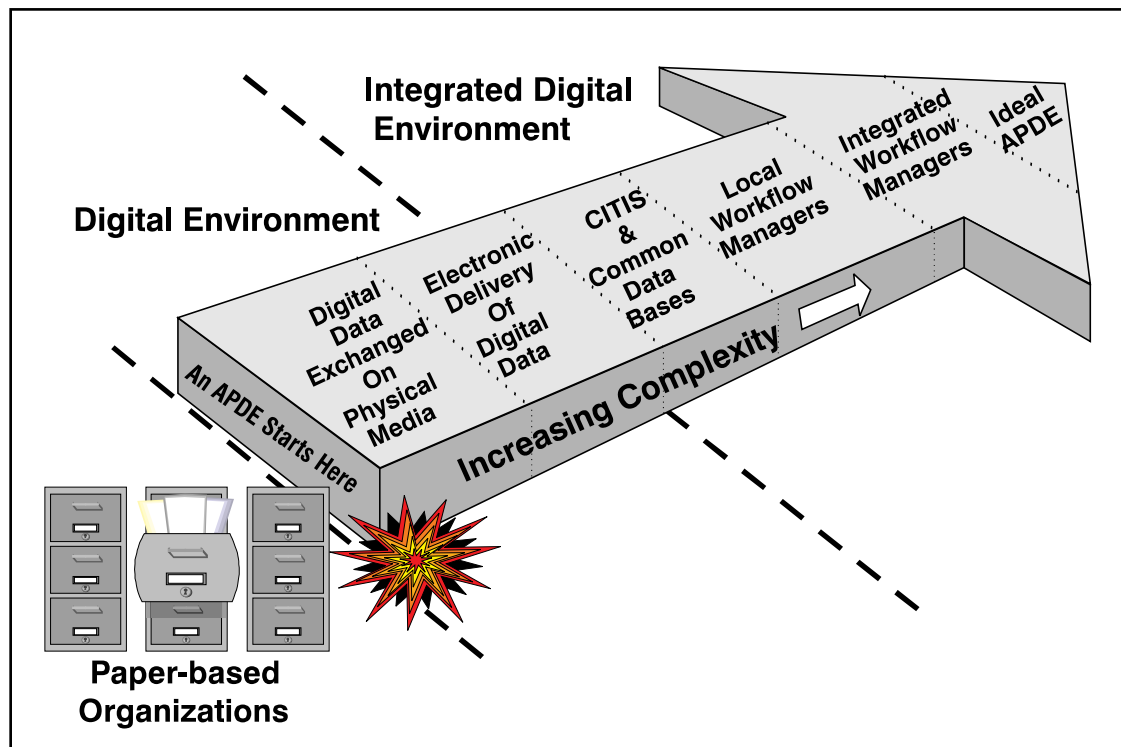 Integrated Digital
Environment
Digital Environment
Digital
Data
Exchanged
On
Physical
Media
Electronic
Delivery
Of
Digital
Data
CITIS
&
Common
Data
Bases
Local
Workflow
Managers
Integrated
Workflow
Managers
Ideal
APDE
An APDE Starts Here
Increasing Complexity
Paper-based
Organizations